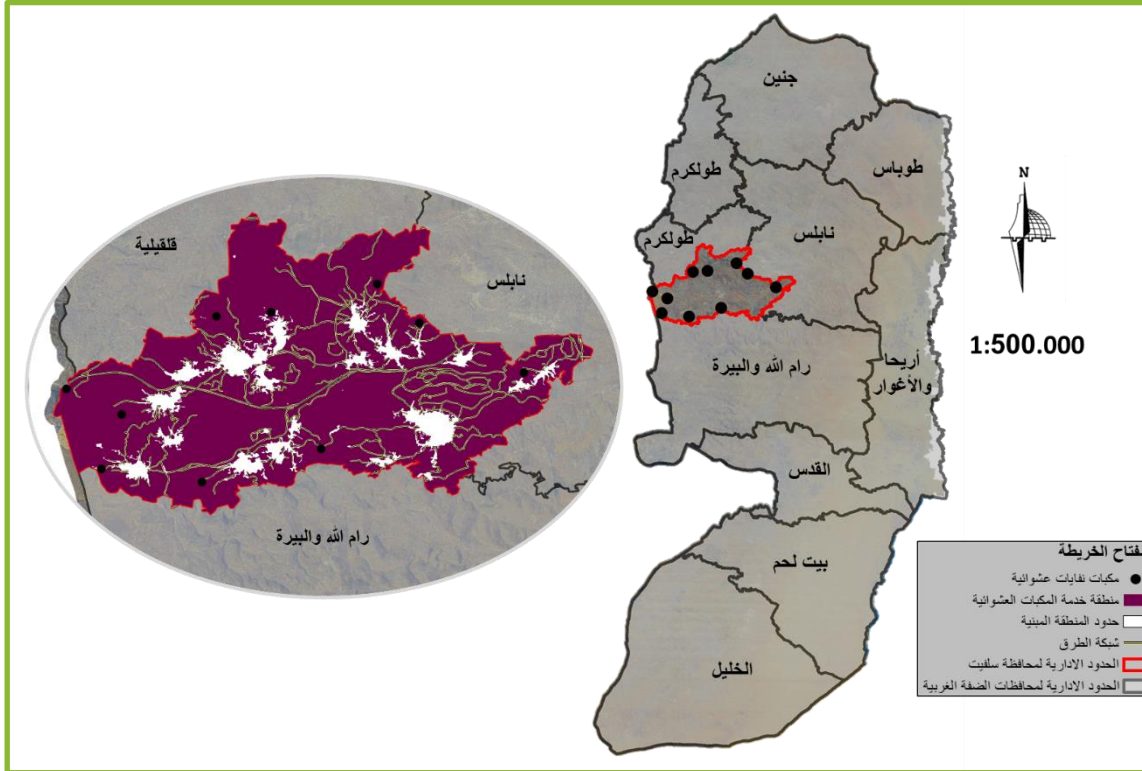 جنين
طوباس
طولكرم
نابلس
طولكرم
رام الله والبيرة
أريحا
والأغوار
القدس
بيت لحم
الخليل
قلقيلية
نابلس
رام الله والبيرة
N
1:500.000
مفتاح الخريطة
مكبات نفايات عشوائية
منطقة خدمة المكبات العشوائية
حدود المنطقة المبنية
شبكة الطرق
الحدود الادارية لمحافظة سلفيت
الحدود الادارية لمحافظات الضفة الغربية